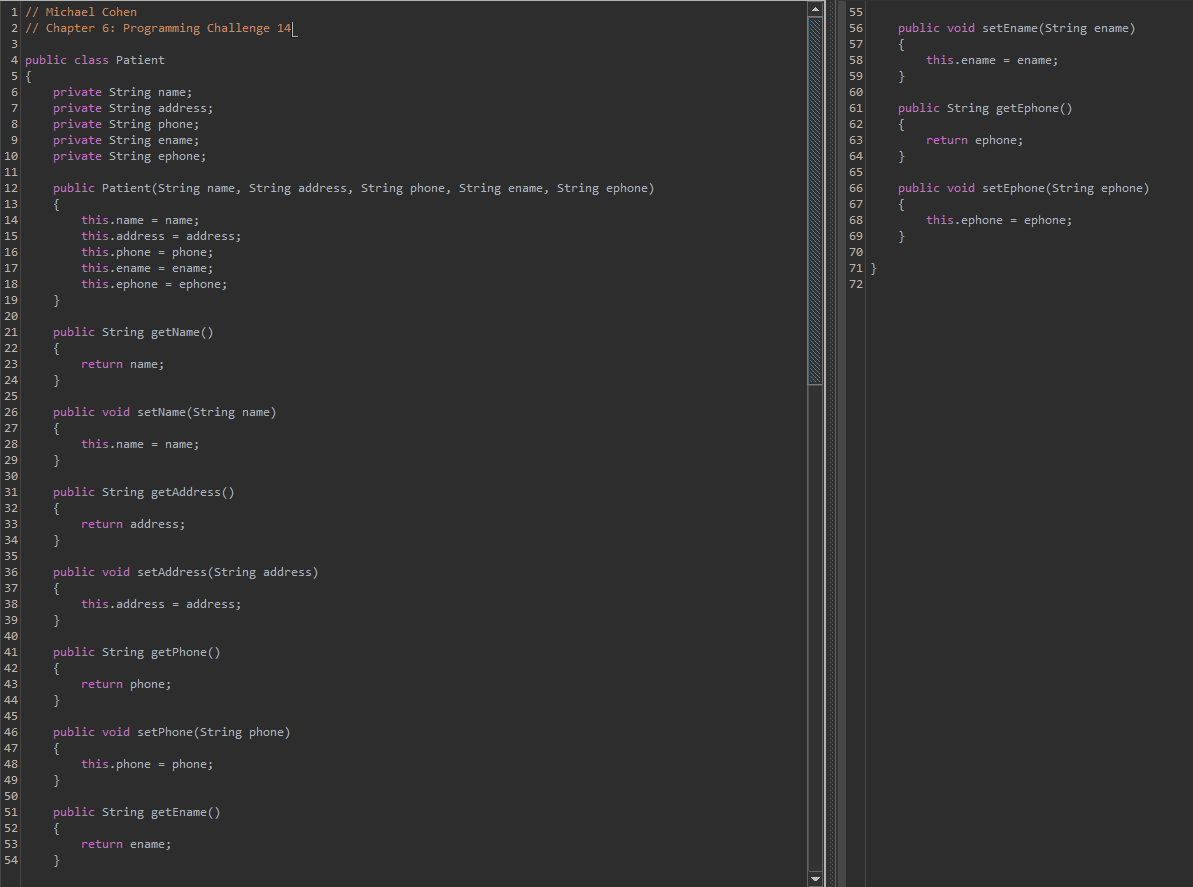 1 // Michael Cohen
2 // Chapter 6: Programming Challenge 14
3
4 public class Patient
5 {
6     private String name;
7     private String address;
8     private String phone;
9     private String ename;
10     private String ephone;
11
12     public Patient(String name, String address, String phone, String ename, String ephone)
13     {
14         this.name = name;
15         this.address = address;
16         this.phone = phone;
17         this.ename = ename;
18         this.ephone = ephone;
19     }
20
21     public String getName()
22     {
23         return name;
24     }
25
26     public void setName(String name)
27     {
28         this.name = name;
29     }
30
31     public String getAddress()
32     {
33         return address;
34     }
35
36     public void setAddress(String address)
37     {
38         this.address = address;
39     }
40
41     public String getPhone()
42     {
43         return phone;
44     }
45
46     public void setPhone(String phone)
47     {
48         this.phone = phone;
49     }
50
51     public String getEname()
52     {
53         return ename;
54     }
55
56     public void setEname(String ename)
57     {
58         this.ename = ename;
59     }
60
61     public String getEphone()
62     {
63         return ephone;
64     }
65
66     public void setEphone(String ephone)
67     {
68         this.ephone = ephone;
69     }
70
71 }
72